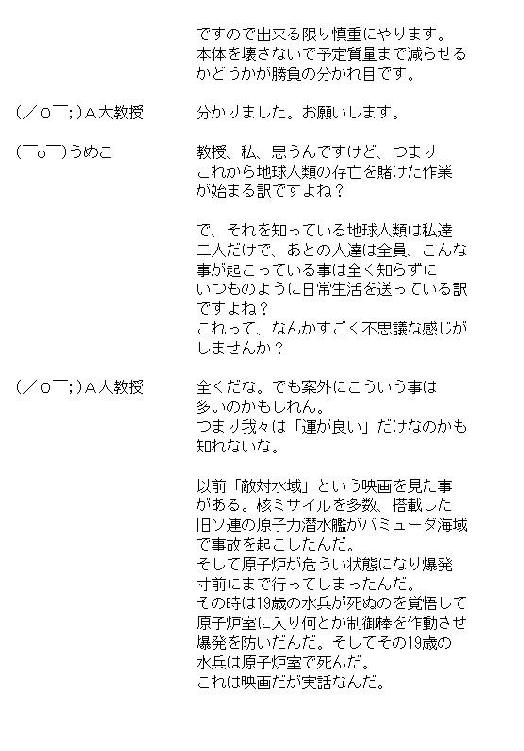 ですので出又る限り慎重にやります。
本体を壊さないで予定質量まで減らせる
かどうかが勝負の分かれ目です。
(／０￣;)Ａ大教授 分かりました。お願いします。
(￣o￣)うめこ 教授、私、思うんですけど、つまり
これから地球人類の存亡を賭けた作業
が始まる訳ですよね？
で、それを知っている地球人類は私達
二人だけで、あとの人達は全員、こんな
事が起こっている事は全く知らずに
いつものように日常生活を送っている訳
ですよね？
これって、なんかすごく不思議な感じが
しませんか？
(／０￣;)Ａ人教授 全くだな。でも案外にこういう事は
多いのかもしれん。
つまり我々は「運が良い」だけなのかも
知れないな。
以前「敵対水域」という映画を見た事
がある。核ミサイルを多数、搭載した
旧ソ連の原子力潜水艦がバミューダ海域
で事故を起こしたんだ。
そして原子炉が危うい状態になり爆発
寸前にまで行ってしまったんだ。
その時は19歳の水兵が死ぬのを覚悟して
原子炉室に入り何とか制御棒を作動させ
爆発を防いだんだ。そしてその19歳の
水兵は原子炉室で死んだ。
これは映画だが実話なんだ。